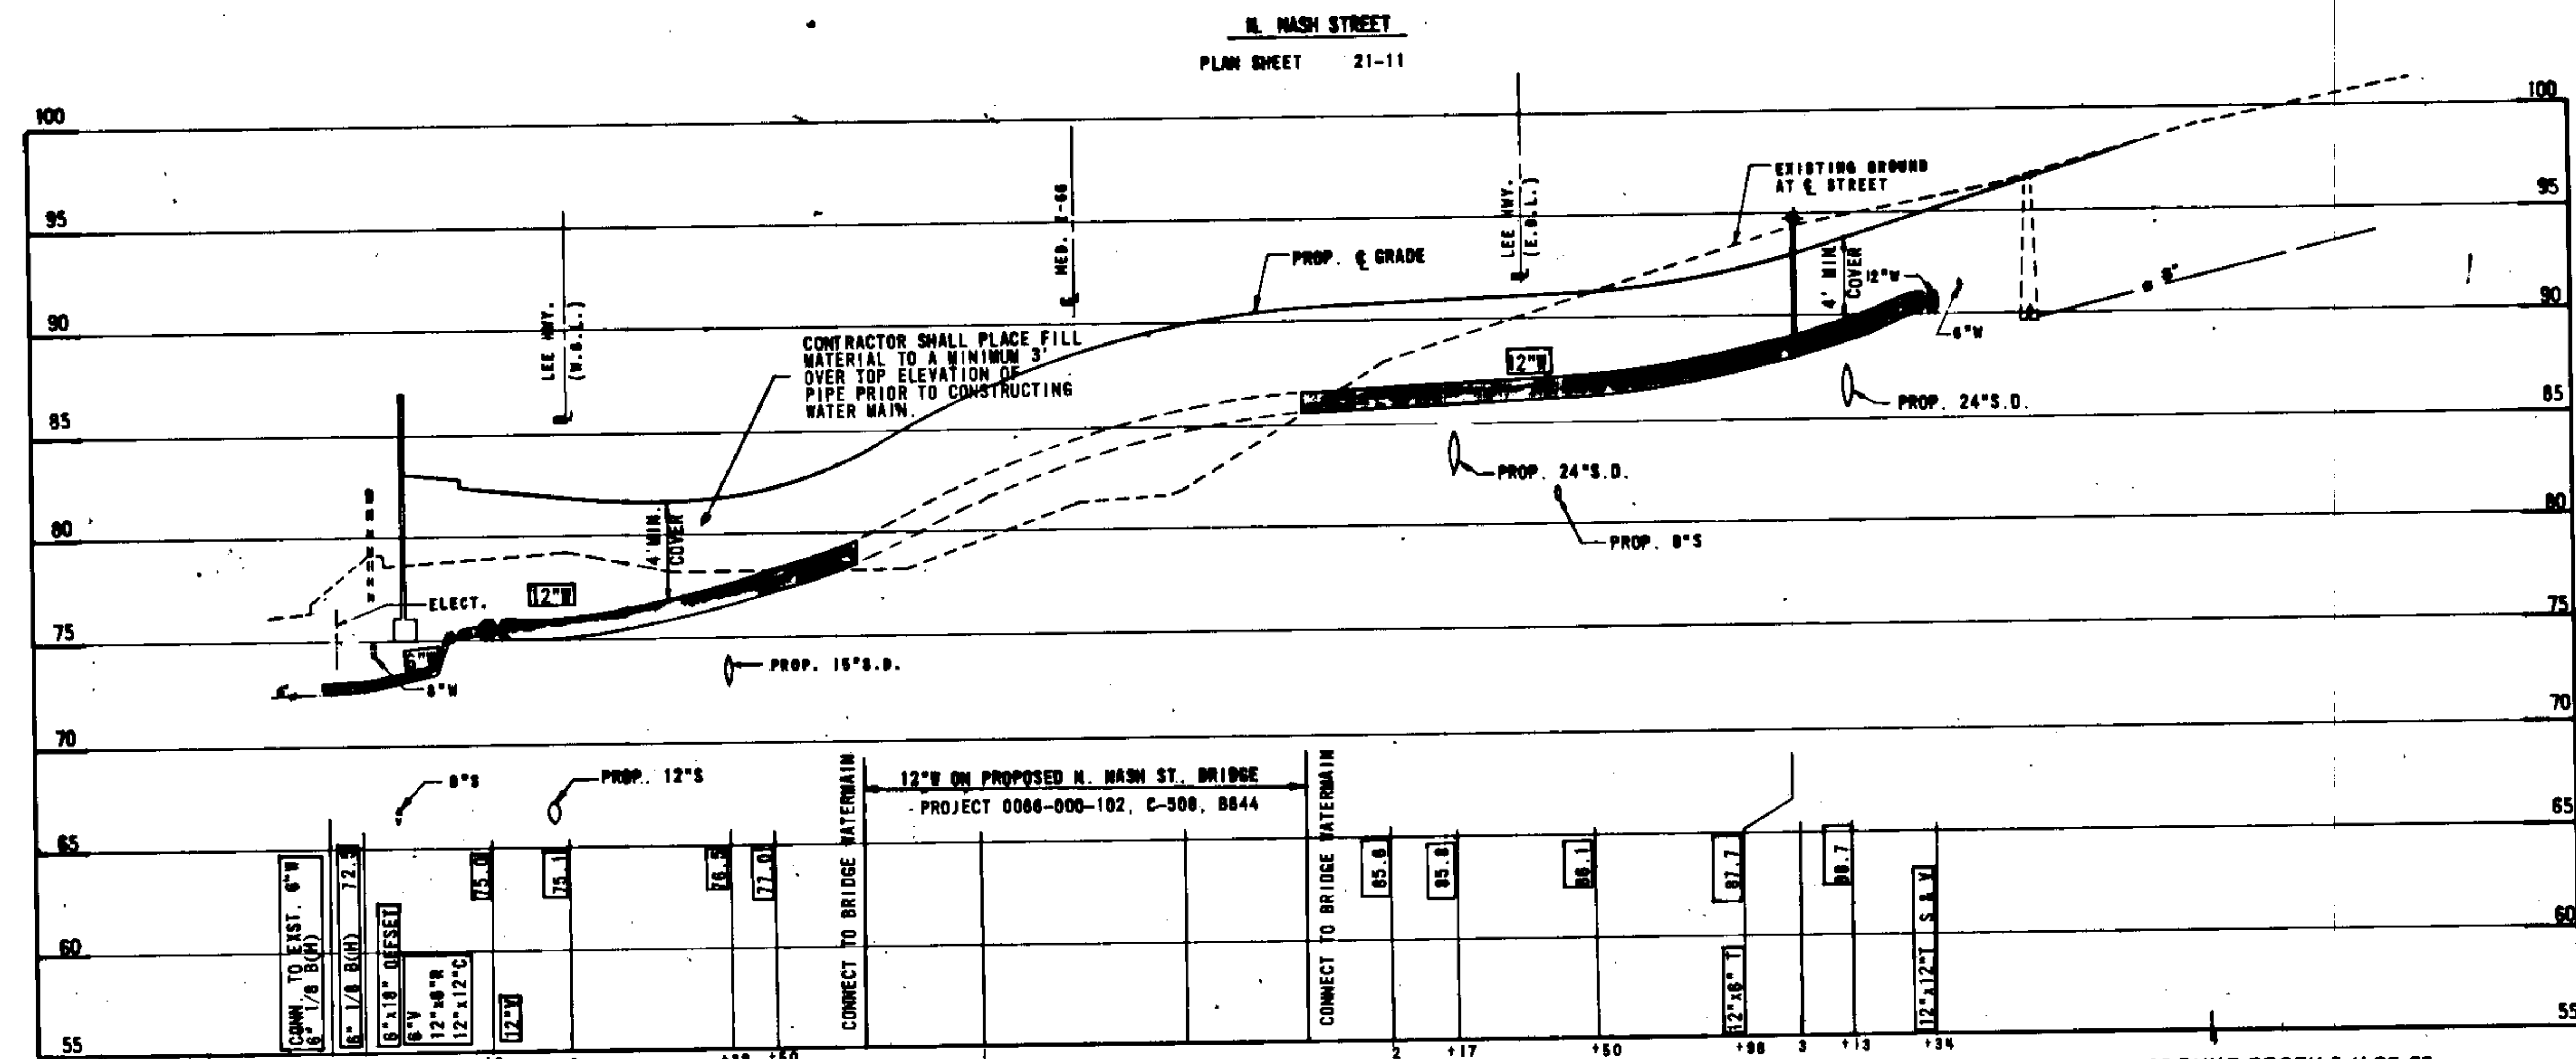 N. NASH STREET
PLAN SHEET 21-11
100
100
95
95
90
90
85
85
80
80
75
75
70
70
65
65
60
60
55
55
LEE HWY.
(W.B.L.)
MED. I-66
LEE HWY.
(E.B.L.)
EXISTING GROUND
AT ℄ STREET
PROP. ℄ GRADE
CONTRACTOR SHALL PLACE FILL
MATERIAL TO A MINIMUM 3'
OVER TOP ELEVATION OF
PIPE PRIOR TO CONSTRUCTING
WATER MAIN.
4' MIN.
COVER
12"W
6"W
12"W
PROP. 24"S.D.
PROP. 24"S.D.
PROP. 8"S
4' MIN.
COVER
12"W
ELECT.
6"W
8"W
PROP. 15"S.D.
8"S
PROP. 12"S
12"W ON PROPOSED N. NASH ST. BRIDGE
PROJECT 0066-000-102, C-508, B644
CONNECT TO BRIDGE WATERMAIN
CONNECT TO BRIDGE WATERMAIN
CONN. TO EXST. 6"W
6" 1/8 B(H)
72.5
6" 1/8 B(H)
6"x18" OFFSET
6"V
12"x6"R
12"x12"C
75.0
12"V
75.1
76.5
77.0
85.6
85.8
86.1
87.7
12"x6" T
88.7
12"x12"T S & V
+50
2
+17
+50
+98
3
+13
+34
4